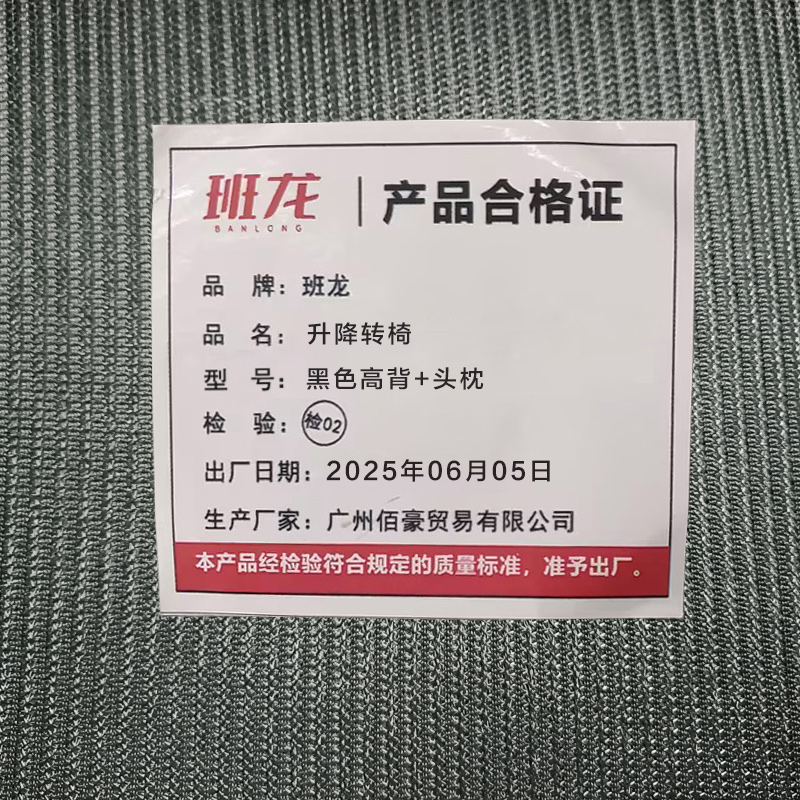 班龙 | 产品合格证
BANLONG
品 牌：班龙
品 名：升降转椅
型 号：黑色高背+头枕
检 验：检02
出厂日期：2025年06月05日
生产厂家：广州佰豪贸易有限公司
本产品经检验符合规定的质量标准，准予出厂。